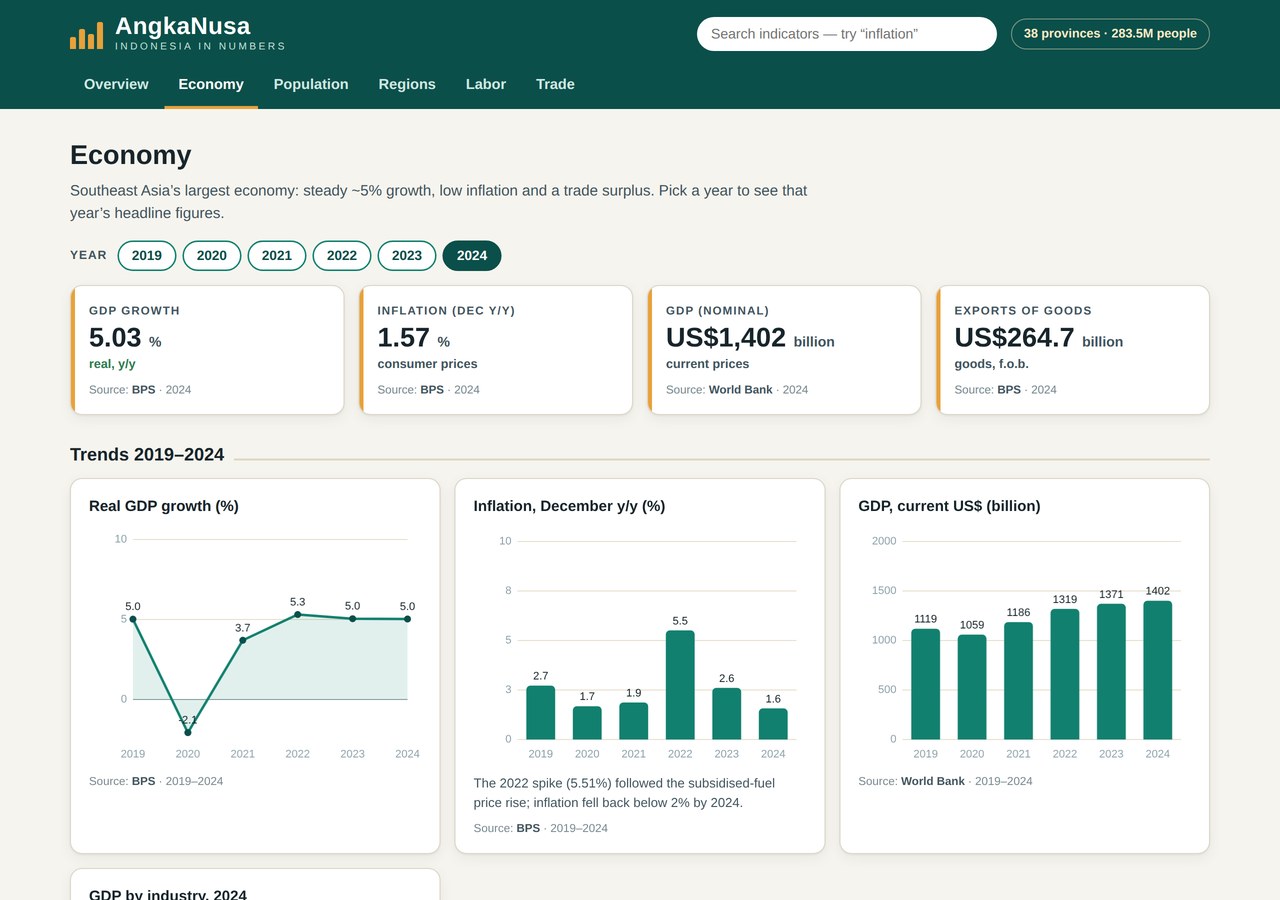 AngkaNusa
INDONESIA IN NUMBERS
Search indicators — try “inflation”
38 provinces · 283.5M people
Overview
Economy
Population
Regions
Labor
Trade
Economy
Southeast Asia’s largest economy: steady ~5% growth, low inflation and a trade surplus. Pick a year to see that
year’s headline figures.
YEAR
2019
2020
2021
2022
2023
2024
GDP GROWTH
5.03 %
real, y/y
Source: BPS · 2024
INFLATION (DEC Y/Y)
1.57 %
consumer prices
Source: BPS · 2024
GDP (NOMINAL)
US$1,402 billion
current prices
Source: World Bank · 2024
EXPORTS OF GOODS
US$264.7 billion
goods, f.o.b.
Source: BPS · 2024
Trends 2019–2024
Real GDP growth (%)
10
5
0
5.0
-2.1
3.7
5.3
5.0
5.0
2019 2020 2021 2022 2023 2024
Source: BPS · 2019–2024
Inflation, December y/y (%)
10
8
5
3
0
2.7
1.7
1.9
5.5
2.6
1.6
2019 2020 2021 2022 2023 2024
The 2022 spike (5.51%) followed the subsidised-fuel
price rise; inflation fell back below 2% by 2024.
Source: BPS · 2019–2024
GDP, current US$ (billion)
2000
1500
1000
500
0
1119
1059
1186
1319
1371
1402
2019 2020 2021 2022 2023 2024
Source: World Bank · 2019–2024
GDP by industry, 2024